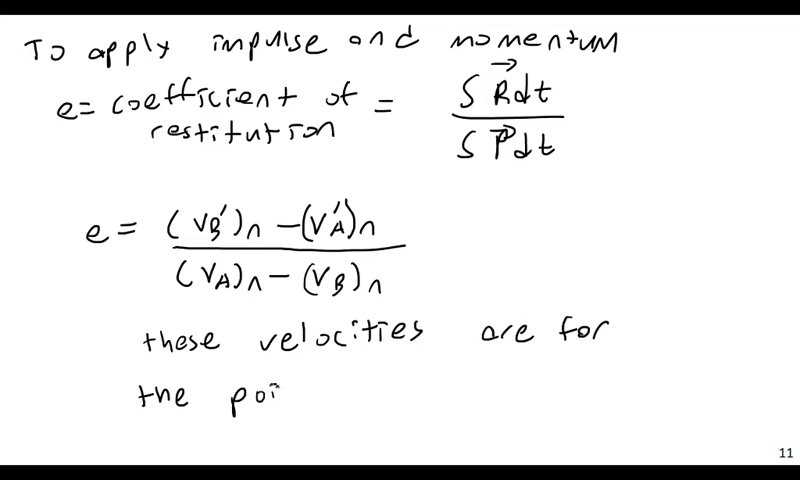 To apply impulse and momentum
e = coefficient of restitution = ∫ R⃗dt / ∫ P⃗dt
e = (vB')n - (vA')n / (vA)n - (vB)n
these velocities are for
the poi
11